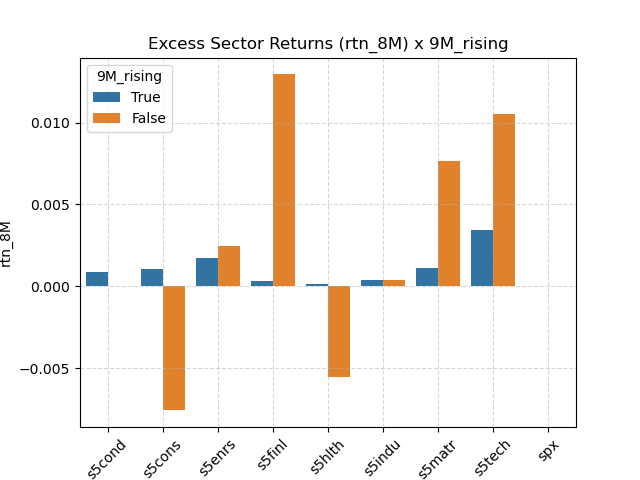 Excess Sector Returns (rtn_8M) x 9M_rising
9M_rising
True
False
rtn_8M
0.010
0.005
0.000
−0.005
s5cond
s5cons
s5enrs
s5finl
s5hlth
s5indu
s5matr
s5tech
spx